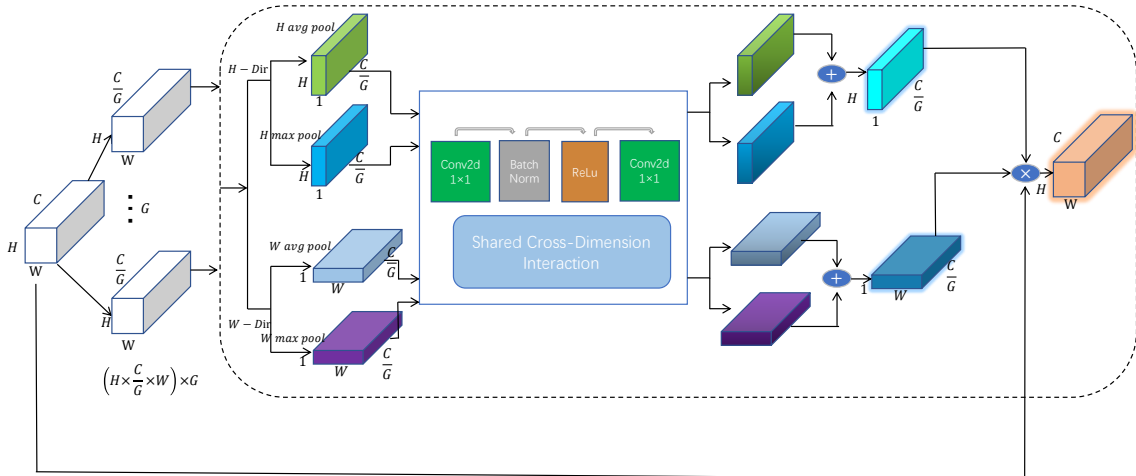 C
H
W
C/G
H
W
⋮ G
C/G
H
W
(H×C/G×W)×G
H−Dir
W−Dir
H avg pool
H
1
C/G
H max pool
H
1
C/G
W avg pool
1
W
C/G
W max pool
1
W
C/G
Conv2d
1×1
Batch
Norm
ReLu
Conv2d
1×1
Shared Cross-Dimension
Interaction
+
H
1
C/G
+
1
W
C/G
×
C
H
W